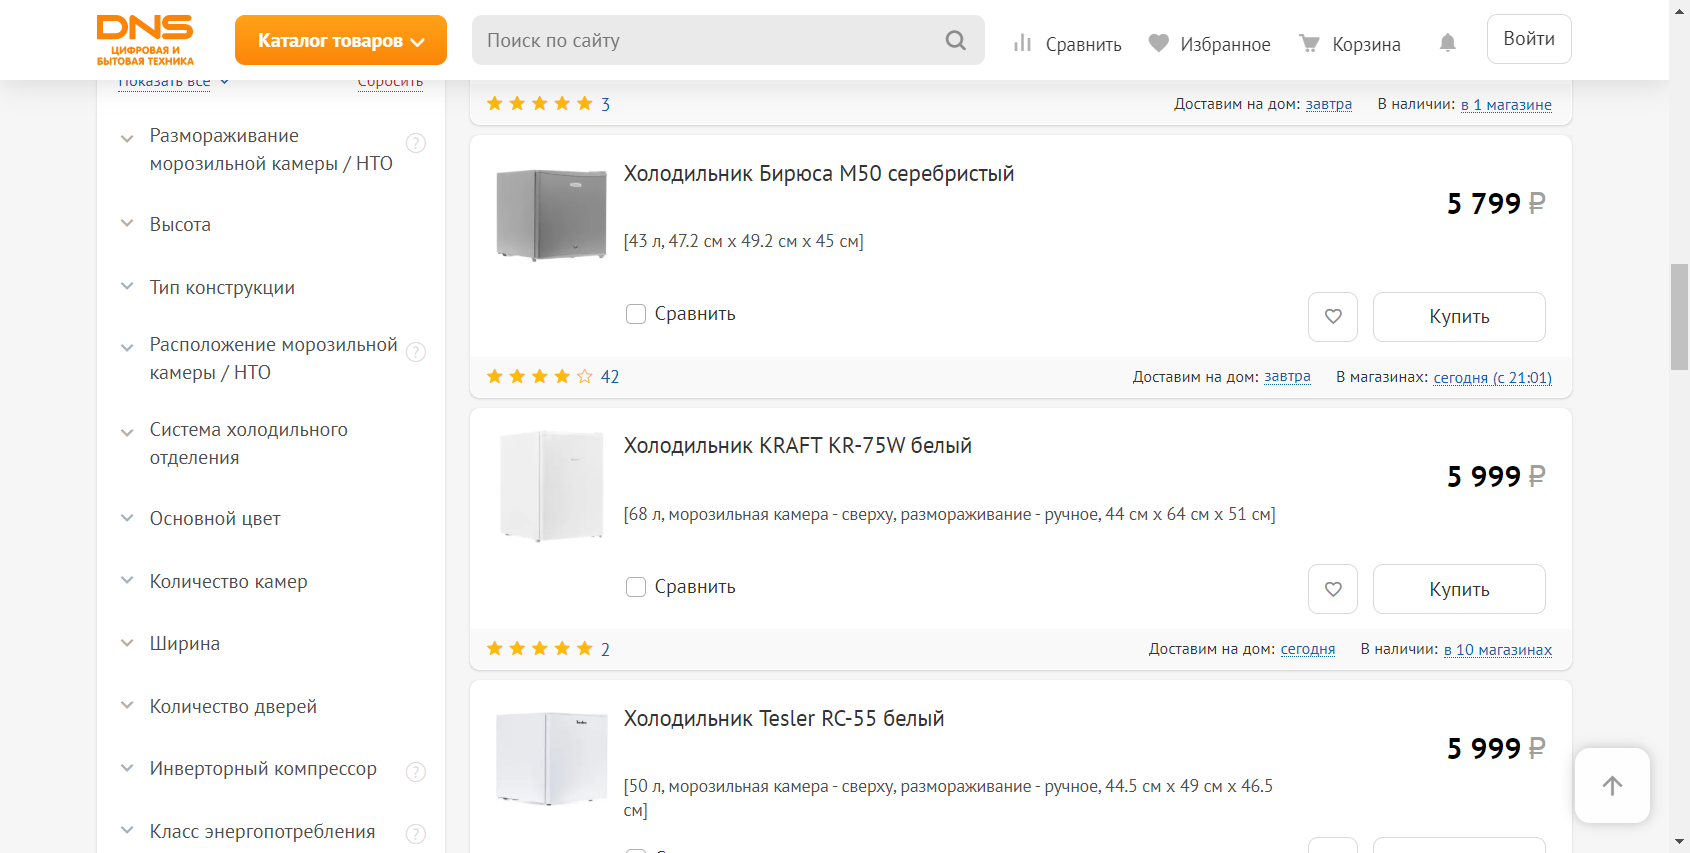 DNS
ЦИФРОВАЯ И
БЫТОВАЯ ТЕХНИКА
Каталог товаров
Поиск по сайту
Сравнить
Избранное
Корзина
Войти
Показать все
Сбросить
Размораживание
морозильной камеры / НТО
?
Высота
Тип конструкции
Расположение морозильной
камеры / НТО
?
Система холодильного
отделения
Основной цвет
Количество камер
Ширина
Количество дверей
Инверторный компрессор
?
Класс энергопотребления
?
3
Доставим на дом: завтра
В наличии: в 1 магазине
Холодильник Бирюса М50 серебристый
5 799 ₽
[43 л, 47.2 см x 49.2 см x 45 см]
Сравнить
Купить
42
Доставим на дом: завтра
В магазинах: сегодня (с 21:01)
Холодильник KRAFT KR-75W белый
5 999 ₽
[68 л, морозильная камера - сверху, размораживание - ручное, 44 см x 64 см x 51 см]
Сравнить
Купить
2
Доставим на дом: сегодня
В наличии: в 10 магазинах
Холодильник Tesler RC-55 белый
5 999 ₽
[50 л, морозильная камера - сверху, размораживание - ручное, 44.5 см x 49 см x 46.5
см]